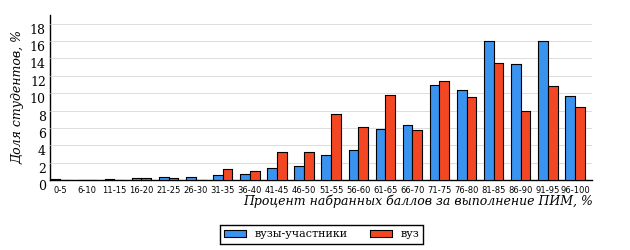 Доля студентов, %
18
16
14
12
10
8
6
4
2
0
0-5 6-10 11-15 16-20 21-25 26-30 31-35 36-40 41-45 46-50 51-55 56-60 61-65 66-70 71-75 76-80 81-85 86-90 91-95 96-100
Процент набранных баллов за выполнение ПИМ, %
вузы-участники вуз